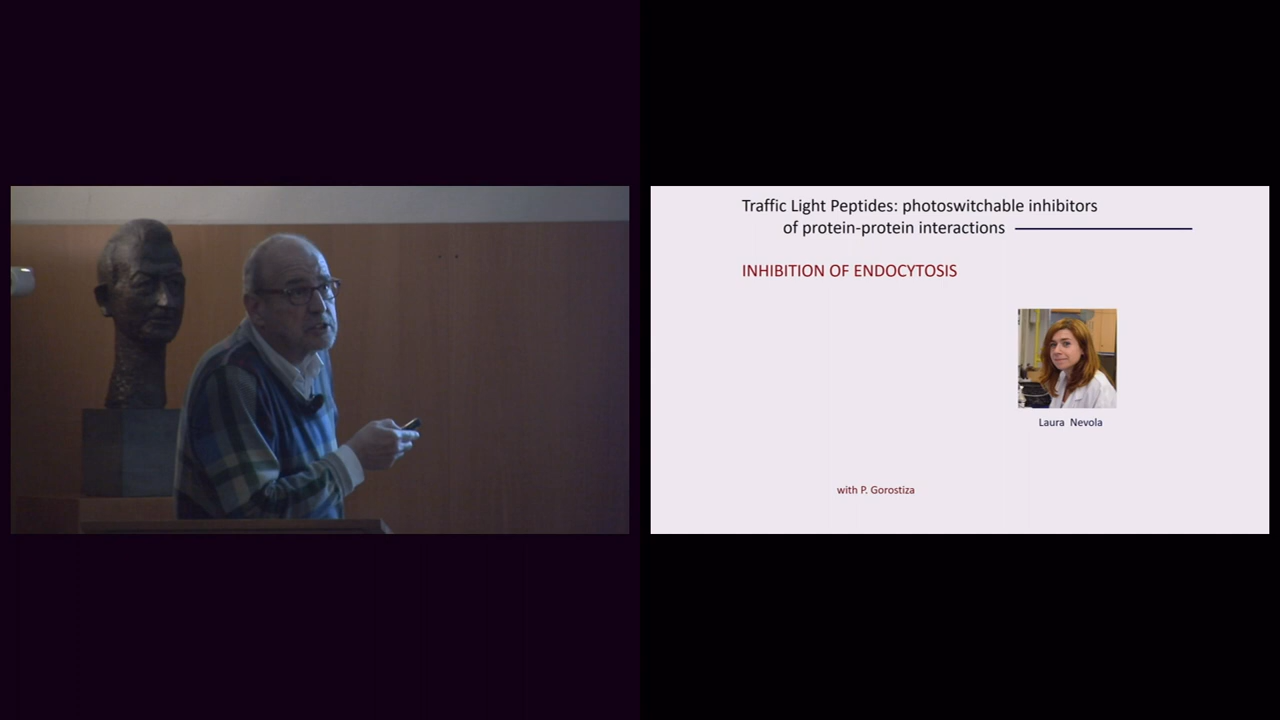 Traffic Light Peptides: photoswitchable inhibitors
of protein-protein interactions
INHIBITION OF ENDOCYTOSIS
Laura Nevola
with P. Gorostiza